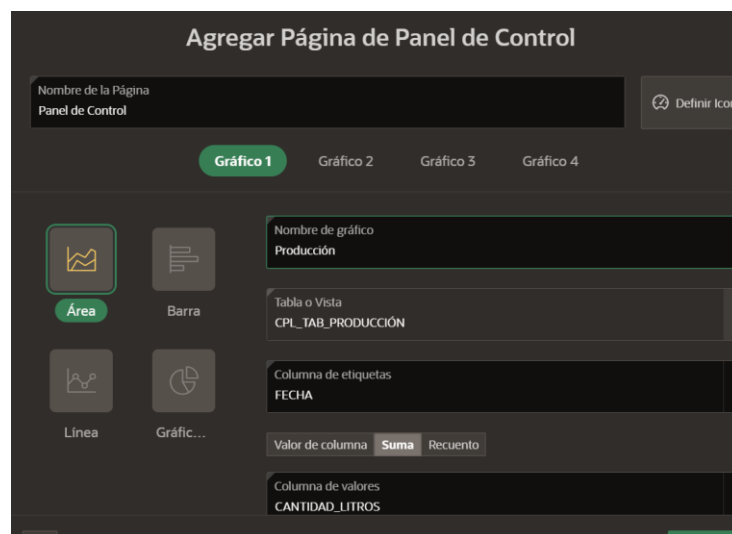 Agregar Página de Panel de Control
Nombre de la Página
Panel de Control
Definir
Gráfico 1 Gráfico 2 Gráfico 3 Gráfico 4
Nombre de gráfico
Producción
Área Barra
Tabla o Vista
CPL_TAB_PRODUCCIÓN
Columna de etiquetas
FECHA
Línea Gráfic...
Valor de columna Suma Recuento
Columna de valores
CANTIDAD_LITROS